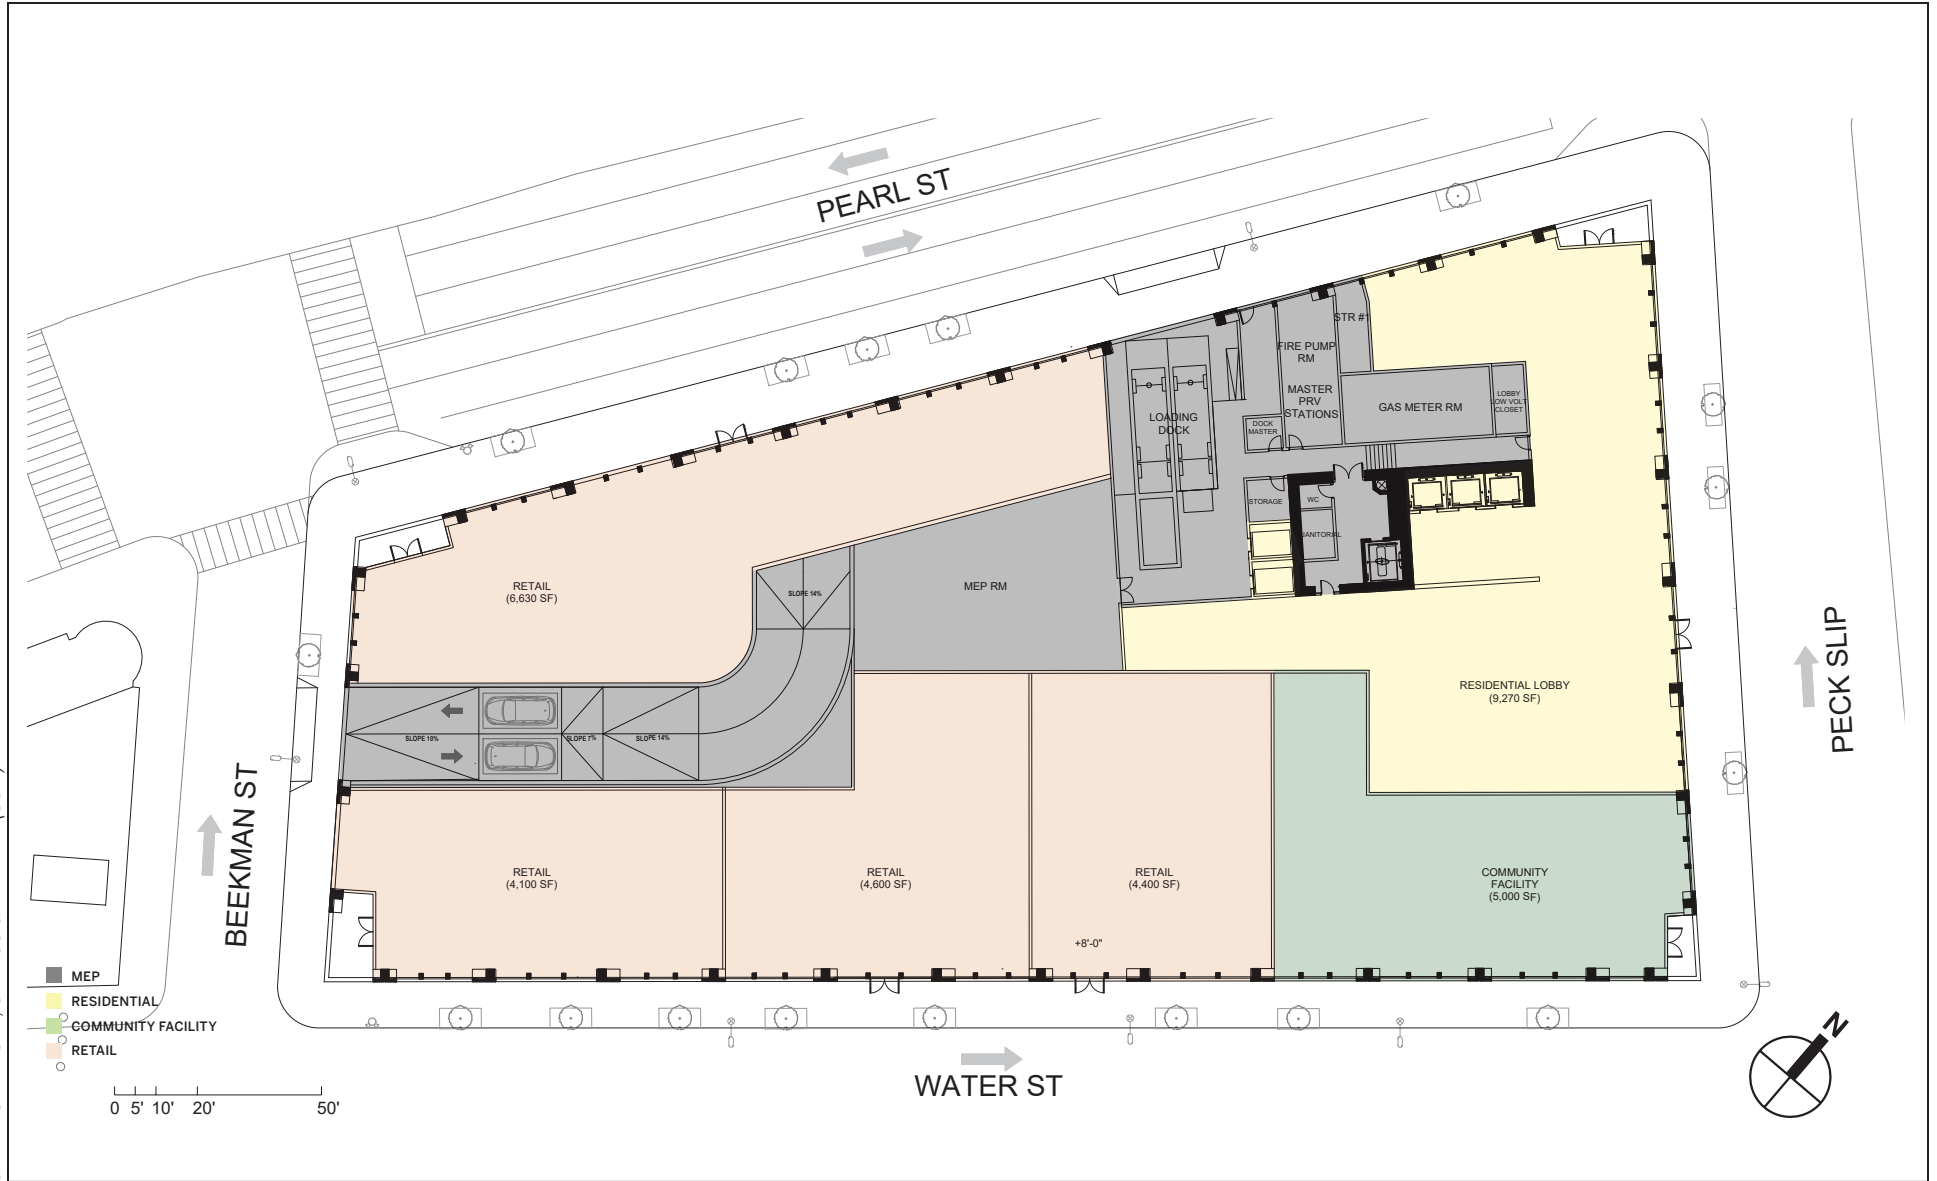 PEARL ST
STR #1
FIRE PUMP
RM
MASTER
PRV
STATIONS
GAS METER RM
LOBBY
LOW VOLT
CLOSET
LOADING
DOCK
DOCK
MASTER
STORAGE
WC
JANITORIAL
RETAIL
(6,630 SF)
SLOPE 14%
MEP RM
RESIDENTIAL LOBBY
(9,270 SF)
PECK SLIP
SLOPE 10%
SLOPE 7%
SLOPE 14%
BEEKMAN ST
RETAIL
(4,100 SF)
RETAIL
(4,600 SF)
RETAIL
(4,400 SF)
COMMUNITY
FACILITY
(5,000 SF)
+8'-0"
MEP
RESIDENTIAL
COMMUNITY FACILITY
RETAIL
WATER ST
N
0 5' 10' 20' 50'